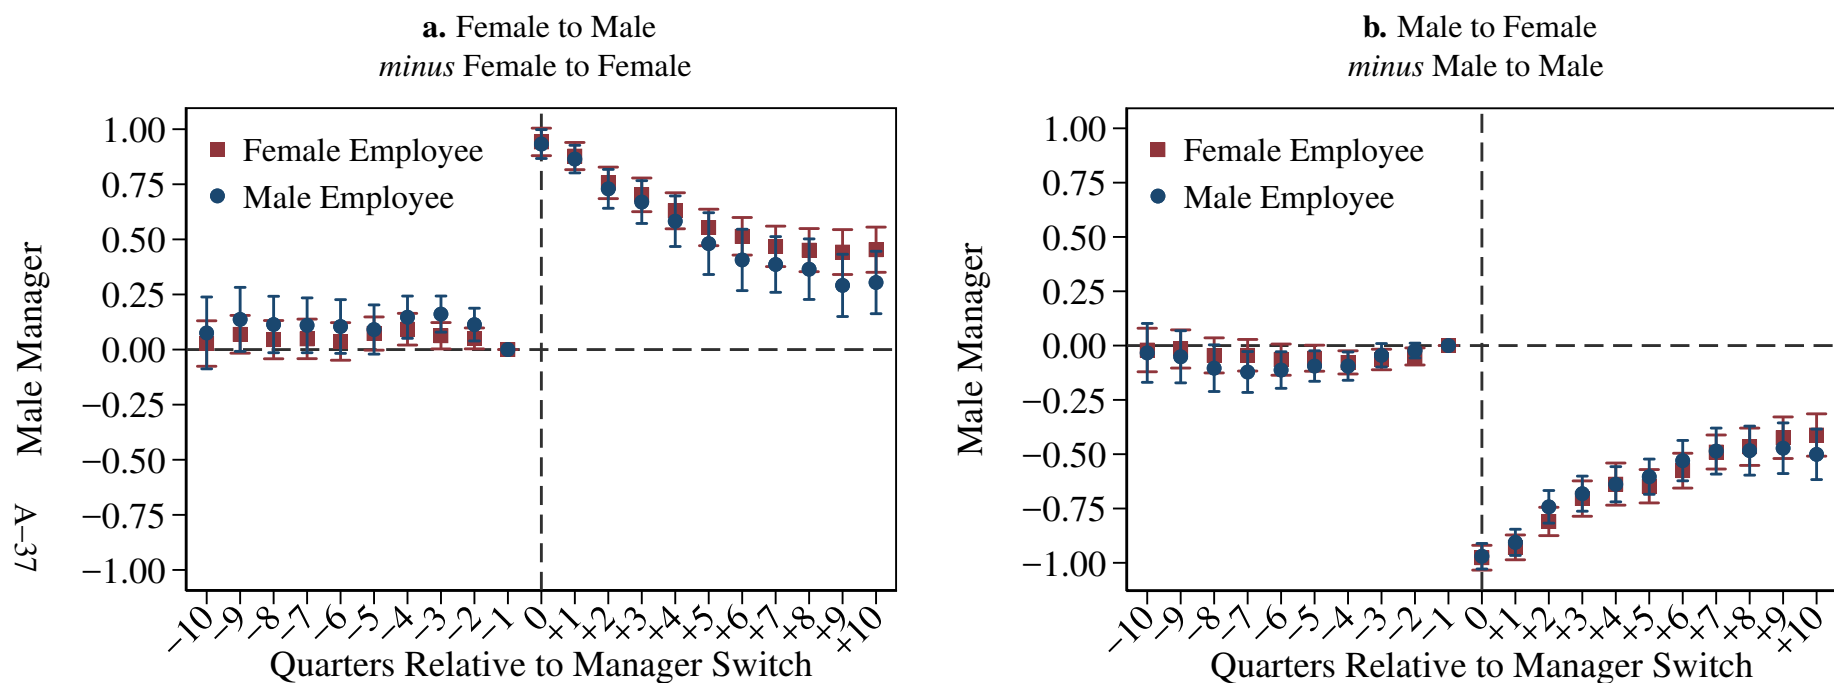 a. Female to Male
minus Female to Female
Male Manager
1.00
0.75
0.50
0.25
0.00
−0.25
−0.50
−0.75
−1.00
Female Employee
Male Employee
−10 −9 −8 −7 −6 −5 −4 −3 −2 −1 0 +1 +2 +3 +4 +5 +6 +7 +8 +9 +10
Quarters Relative to Manager Switch
b. Male to Female
minus Male to Male
Male Manager
1.00
0.75
0.50
0.25
0.00
−0.25
−0.50
−0.75
−1.00
Female Employee
Male Employee
−10 −9 −8 −7 −6 −5 −4 −3 −2 −1 0 +1 +2 +3 +4 +5 +6 +7 +8 +9 +10
Quarters Relative to Manager Switch
A–37